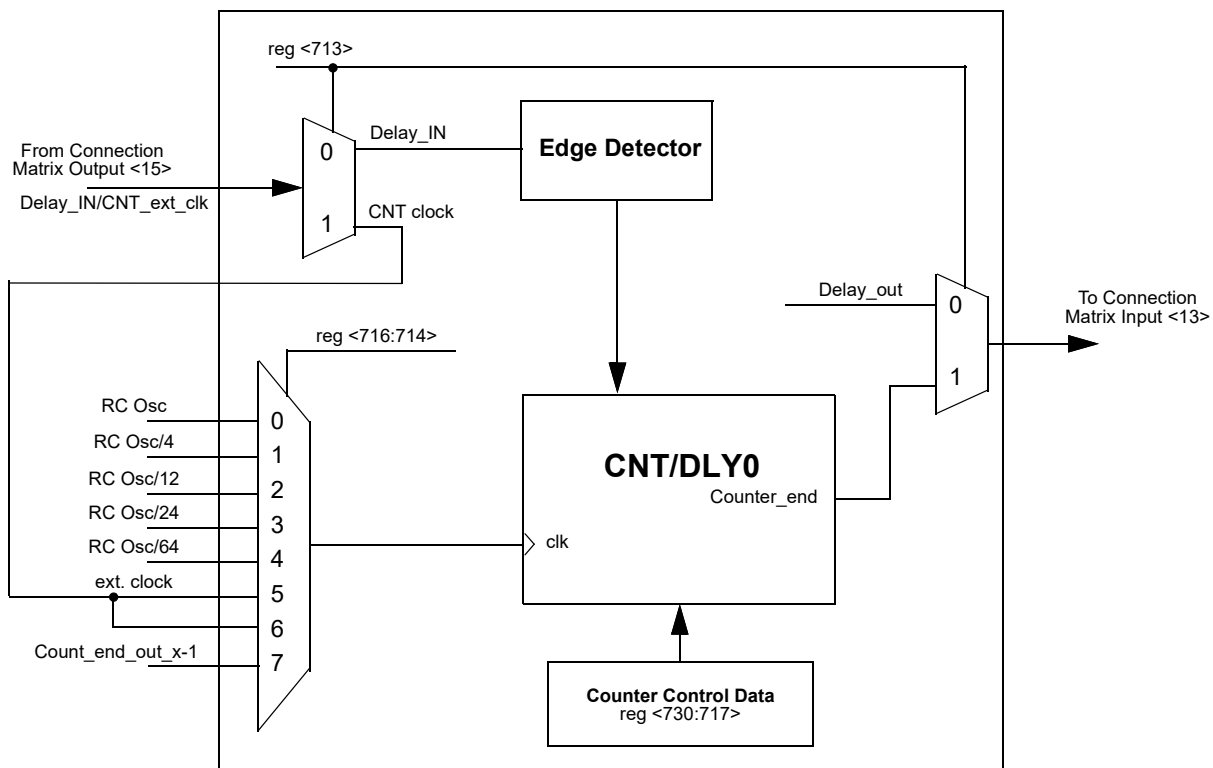 reg <713>
From Connection
Matrix Output <15>
Delay_IN/CNT_ext_clk
0
1
Delay_IN
CNT clock
Edge Detector
Delay_out
0
1
To Connection
Matrix Input <13>
reg <716:714>
RC Osc
RC Osc/4
RC Osc/12
RC Osc/24
RC Osc/64
ext. clock
Count_end_out_x-1
0
1
2
3
4
5
6
7
CNT/DLY0
Counter_end
clk
Counter Control Data
reg <730:717>